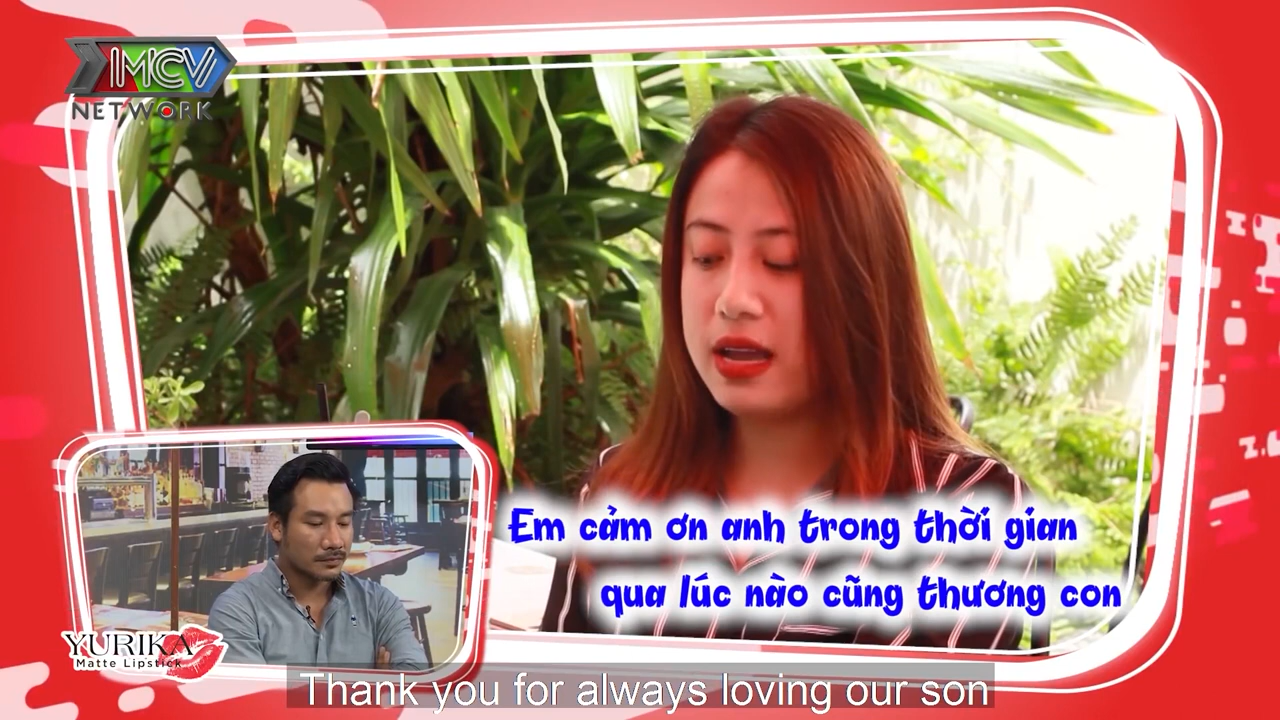 MCV
NETWORK
Em cảm ơn anh trong thời gian
qua lúc nào cũng thương con
YURIKA
Matte Lipstick
Thank you for always loving our son